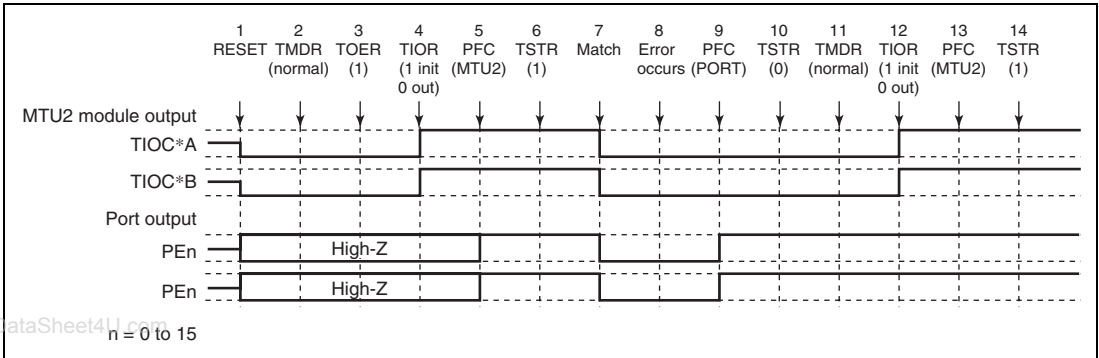 1 2 3 4 5 6 7 8 9 10 11 12 13 14
RESET TMDR TOER TIOR PFC TSTR Match Error PFC TSTR TMDR TIOR PFC TSTR
(normal) (1) (1 init (MTU2) (1) occurs (PORT) (0) (normal) (1 init (MTU2) (1)
0 out) 0 out)
MTU2 module output
TIOC*A
TIOC*B
Port output
PEn High-Z
PEn High-Z
ataSheet4U.com
n = 0 to 15